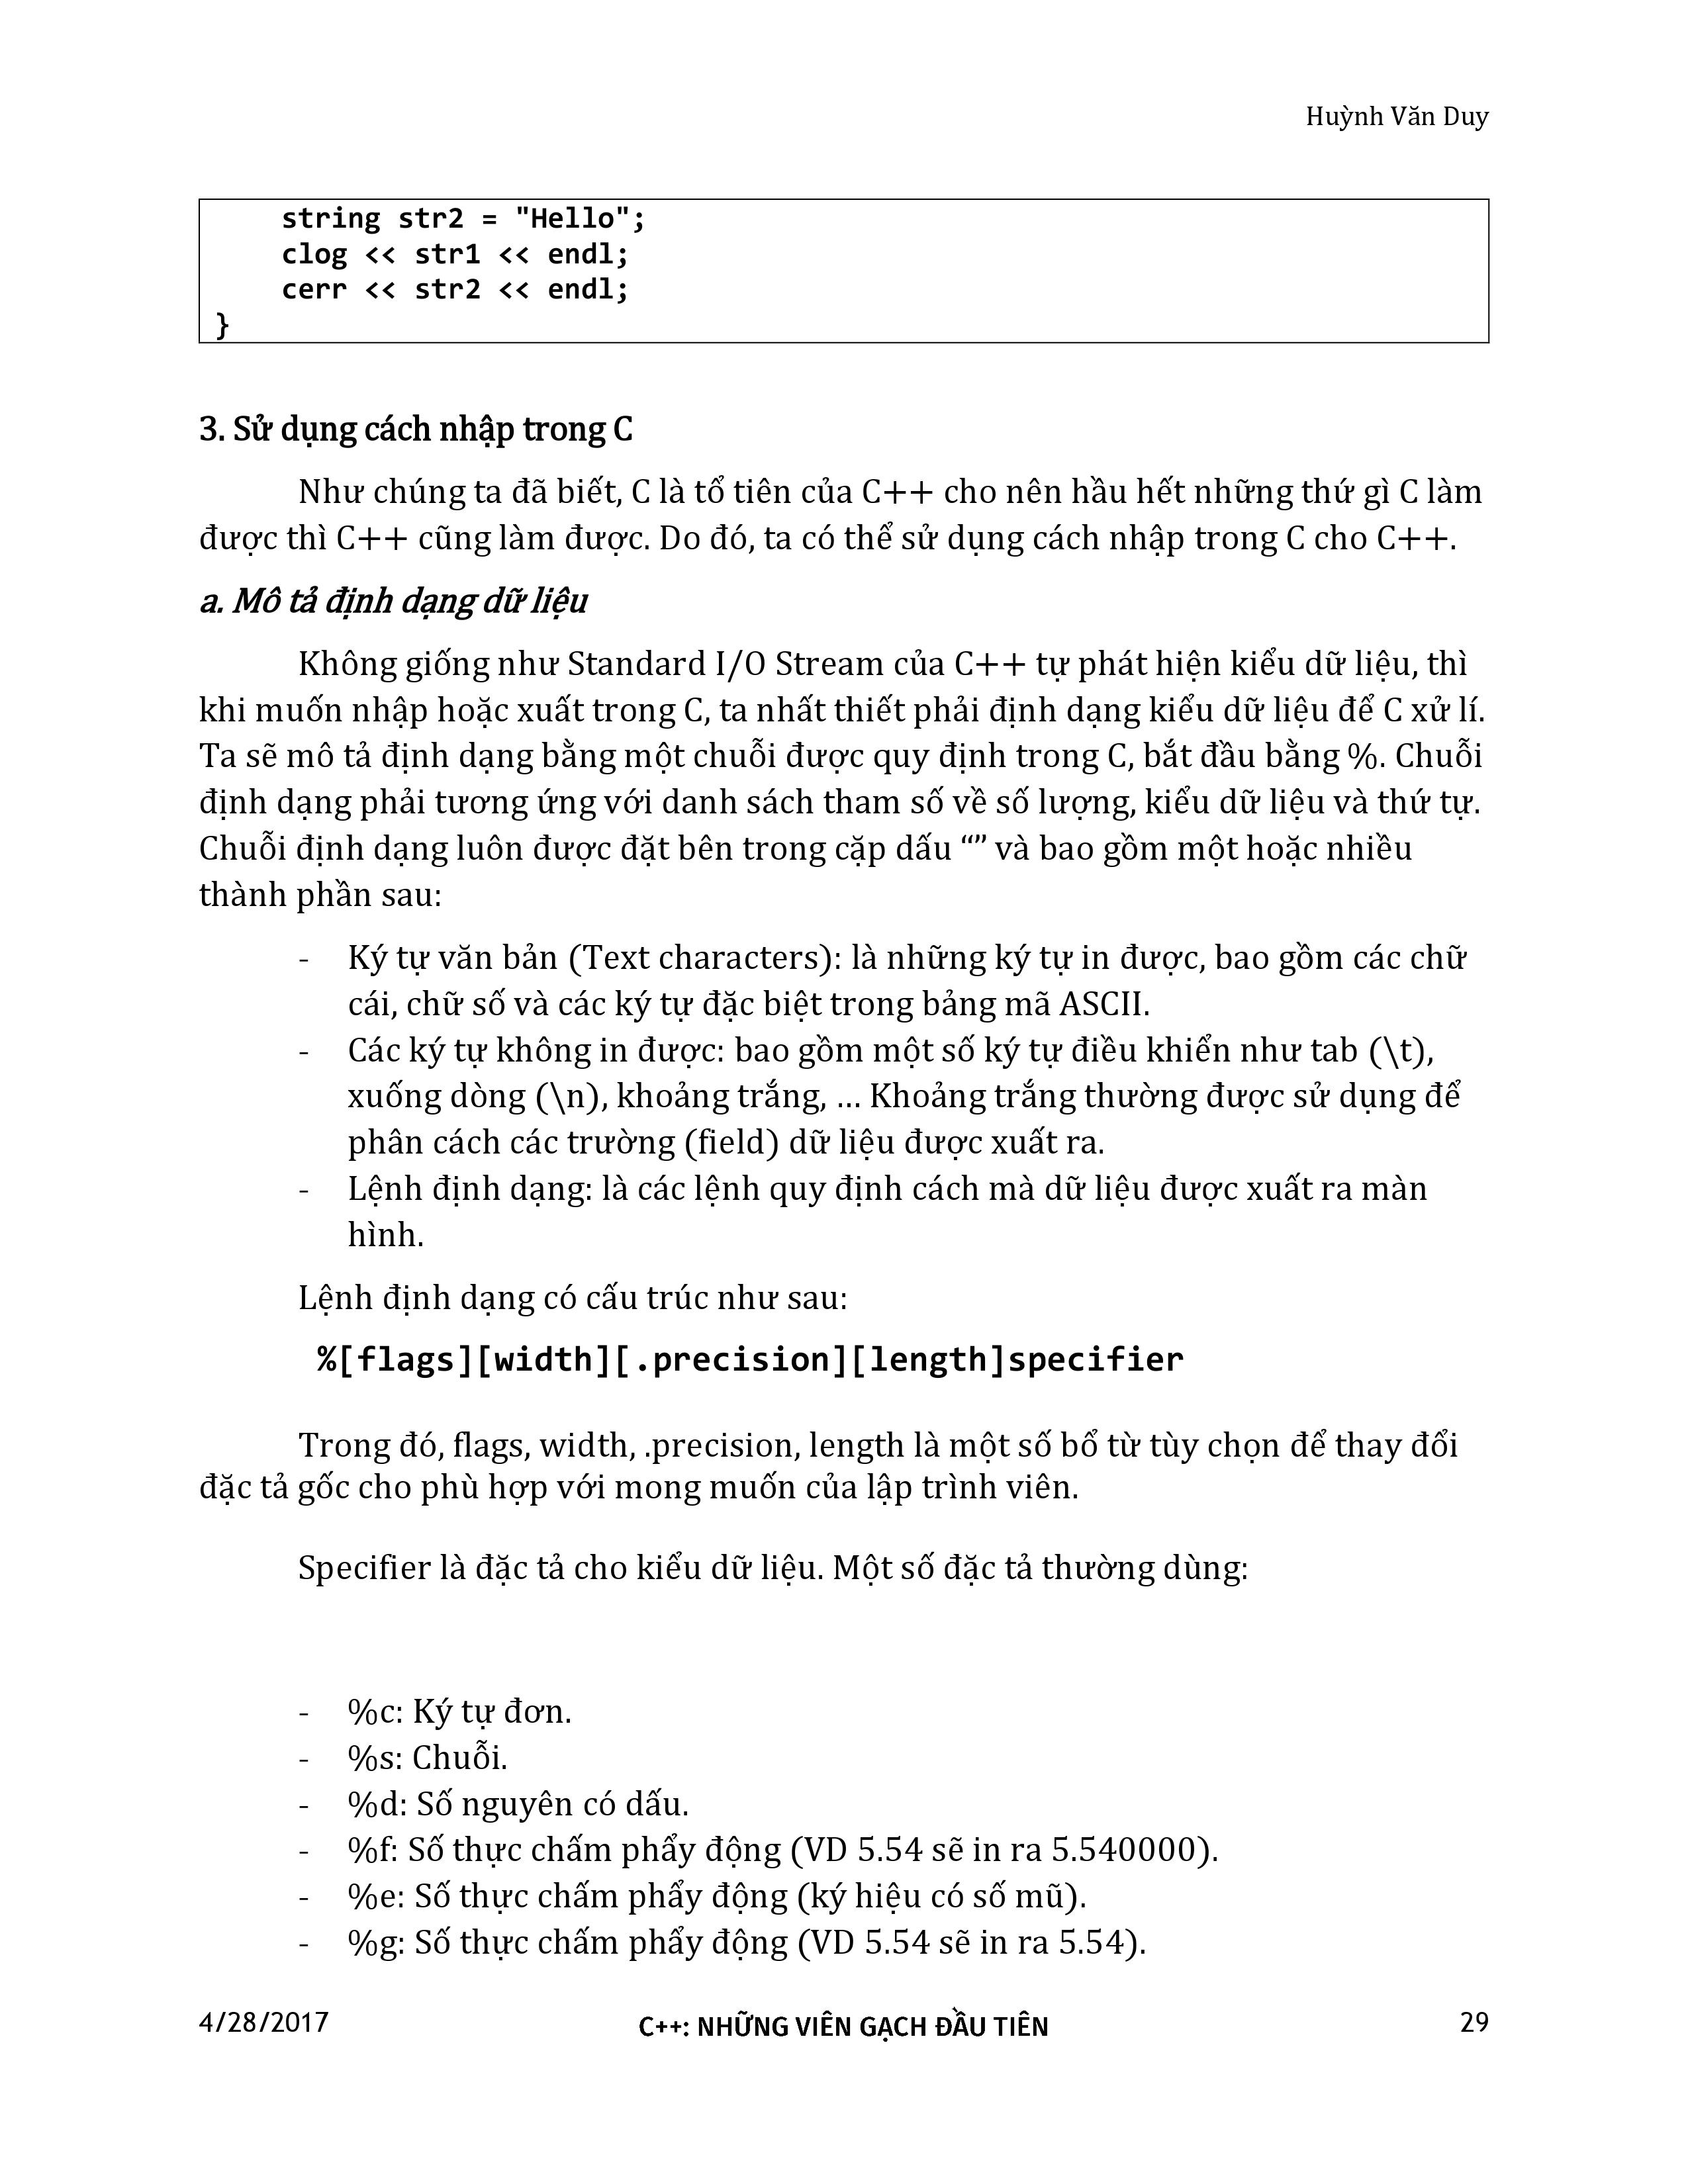 Huỳnh Văn Duy
string str2 = "Hello";
clog << str1 << endl;
cerr << str2 << endl;
}
3. Sử dụng cách nhập trong C
Như chúng ta đã biết, C là tổ tiên của C++ cho nên hầu hết những thứ gì C làm
được thì C++ cũng làm được. Do đó, ta có thể sử dụng cách nhập trong C cho C++.
a. Mô tả định dạng dữ liệu
Không giống như Standard I/O Stream của C++ tự phát hiện kiểu dữ liệu, thì
khi muốn nhập hoặc xuất trong C, ta nhất thiết phải định dạng kiểu dữ liệu để C xử lí.
Ta sẽ mô tả định dạng bằng một chuỗi được quy định trong C, bắt đầu bằng %. Chuỗi
định dạng phải tương ứng với danh sách tham số về số lượng, kiểu dữ liệu và thứ tự.
Chuỗi định dạng luôn được đặt bên trong cặp dấu “” và bao gồm một hoặc nhiều
thành phần sau:
- Ký tự văn bản (Text characters): là những ký tự in được, bao gồm các chữ
cái, chữ số và các ký tự đặc biệt trong bảng mã ASCII.
- Các ký tự không in được: bao gồm một số ký tự điều khiển như tab (\t),
xuống dòng (\n), khoảng trắng, ... Khoảng trắng thường được sử dụng để
phân cách các trường (field) dữ liệu được xuất ra.
- Lệnh định dạng: là các lệnh quy định cách mà dữ liệu được xuất ra màn
hình.
Lệnh định dạng có cấu trúc như sau:
%[flags][width][.precision][length]specifier
Trong đó, flags, width, .precision, length là một số bổ từ tùy chọn để thay đổi
đặc tả gốc cho phù hợp với mong muốn của lập trình viên.
Specifier là đặc tả cho kiểu dữ liệu. Một số đặc tả thường dùng:
- %c: Ký tự đơn.
- %s: Chuỗi.
- %d: Số nguyên có dấu.
- %f: Số thực chấm phẩy động (VD 5.54 sẽ in ra 5.540000).
- %e: Số thực chấm phẩy động (ký hiệu có số mũ).
- %g: Số thực chấm phẩy động (VD 5.54 sẽ in ra 5.54).
4/28/2017
C++: NHỮNG VIÊN GẠCH ĐẦU TIÊN
29